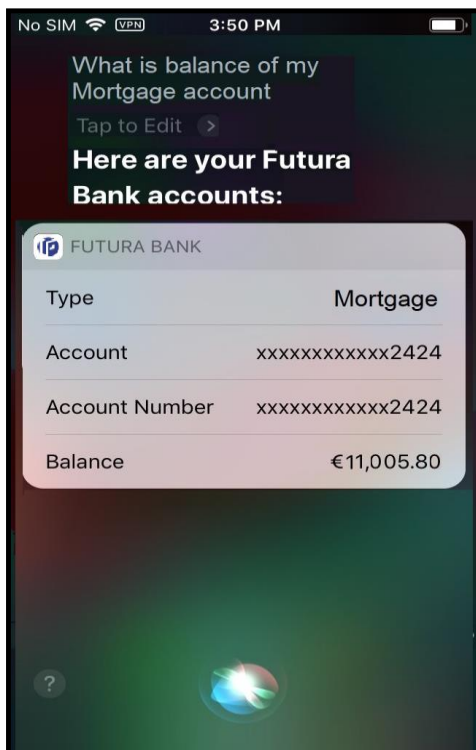 No SIM VPN 3:50 PM
What is balance of my
Mortgage account
Tap to Edit >
Here are your Futura
Bank accounts:
FUTURA BANK
Type Mortgage
Account xxxxxxxxxxxx2424
Account Number xxxxxxxxxxxx2424
Balance €11,005.80
?